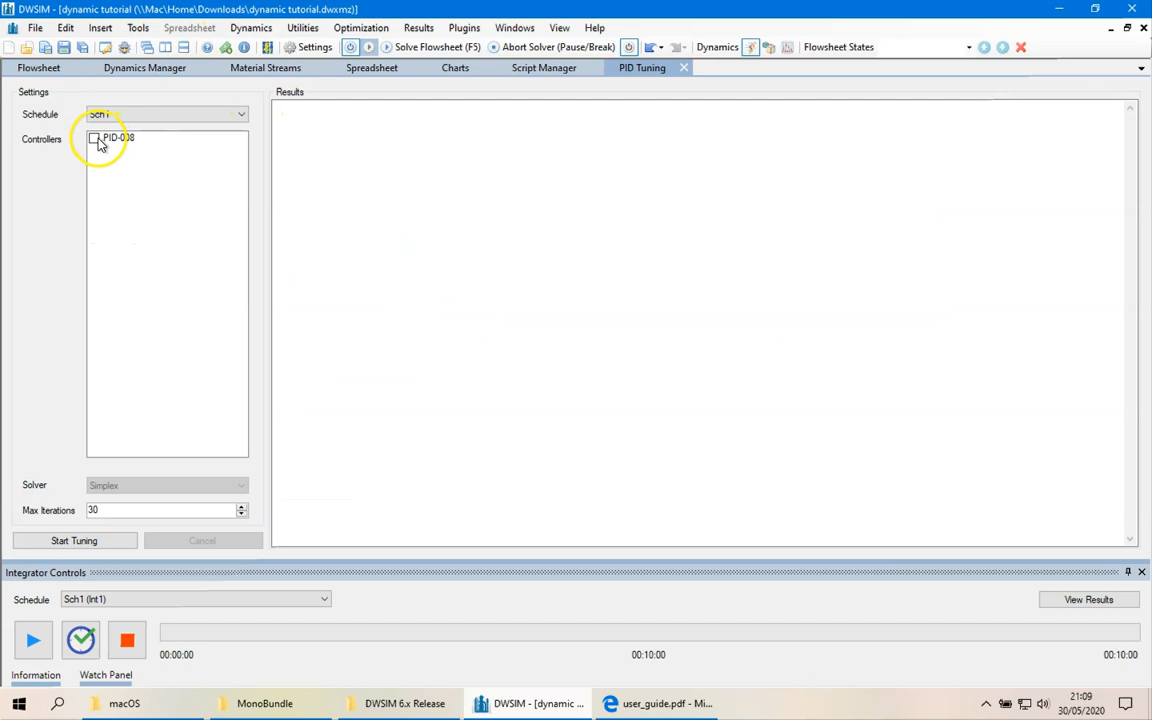 DWSIM - [dynamic tutorial (\\Mac\Home\Downloads\dynamic tutorial.dwxmz)]
File Edit Insert Tools Spreadsheet Dynamics Utilities Optimization Results Plugins Windows View Help
Settings Solve Flowsheet (F5) Abort Solver (Pause/Break) Dynamics Flowsheet States
Flowsheet Dynamics Manager Material Streams Spreadsheet Charts Script Manager PID Tuning
Settings Results
Schedule Sch1
Controllers PID-008
Solver Simplex
Max Iterations 30
Start Tuning Cancel
Integrator Controls
Schedule Sch1 (Int1) View Results
00:00:00 00:10:00 00:10:00
Information Watch Panel
macOS MonoBundle DWSIM 6.x Release DWSIM - [dynamic ... user_guide.pdf - Mi... 21:09
30/05/2020